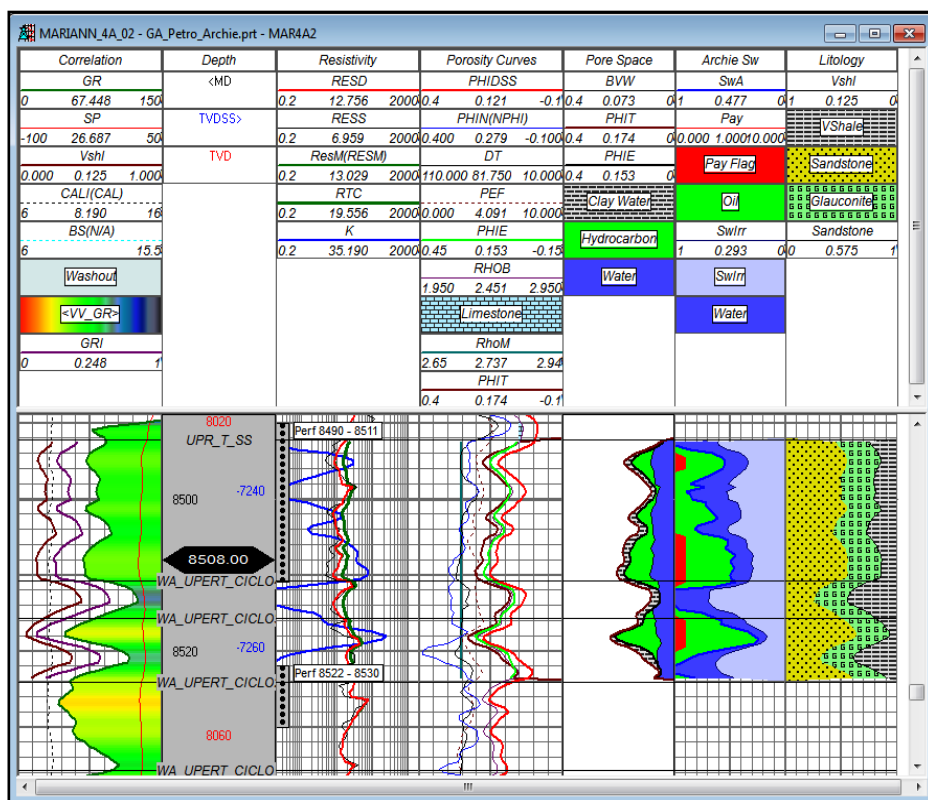 MARIANN_4A_02 - GA_Petro_Archie.prt - MAR4A2
Correlation Depth Resistivity Porosity Curves Pore Space Archie Sw Litology
GR <MD RESD PHIDSS BVW SwA Vshl
0 67.448 150 0.2 12.756 2000 0.4 0.121 -0.1 0.4 0.073 0 1 0.477 0 1 0.125 0
SP TVDSS> RESS PHIN(NPHI) PHIT Pay VShale
-100 26.687 50 0.2 6.959 2000 0.400 0.279 -0.100 0.4 0.174 0 0.000 1.000 10.000
Vshl TVD ResM(RESM) DT PHIE Pay Flag Sandstone
0.000 0.125 1.000 0.2 13.029 2000 110.000 81.750 10.000 0.4 0.153 0
CALI(CAL) RTC PEF Clay Water Oil Glauconite
6 8.190 16 0.2 19.556 2000 0.000 4.091 10.000
BS(N/A) K PHIE Hydrocarbon SwIrr Sandstone
6 15.5 0.2 35.190 2000 0.45 0.153 -0.15 1 0.293 0 0 0.575 1
Washout RHOB Water SwIrr
1.950 2.451 2.950
<VV_GR> Limestone Water
GRI RhoM
0 0.248 1 2.65 2.737 2.94
PHIT
0.4 0.174 -0.1
8020
Perf 8490 - 8511
UPR_T_SS
-7240
8500
8508.00
WA_UPERT_CICLO
WA_UPERT_CICLO
8520 -7260
Perf 8522 - 8530
WA_UPERT_CICLO
8060
WA_UPERT_CICLO